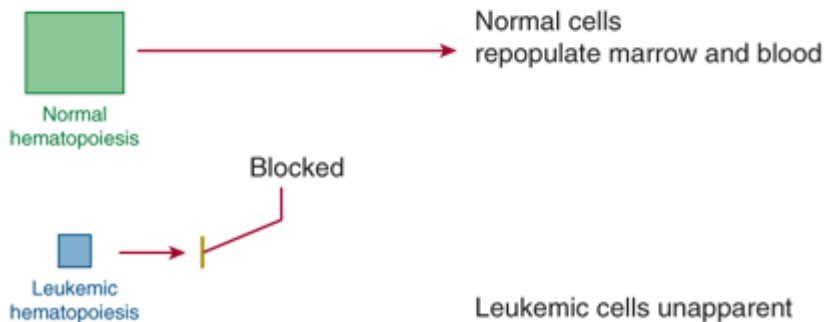 Normal cells
repopulate marrow and blood
Normal
hematopoiesis
Blocked
Leukemic
hematopoiesis
Leukemic cells unapparent